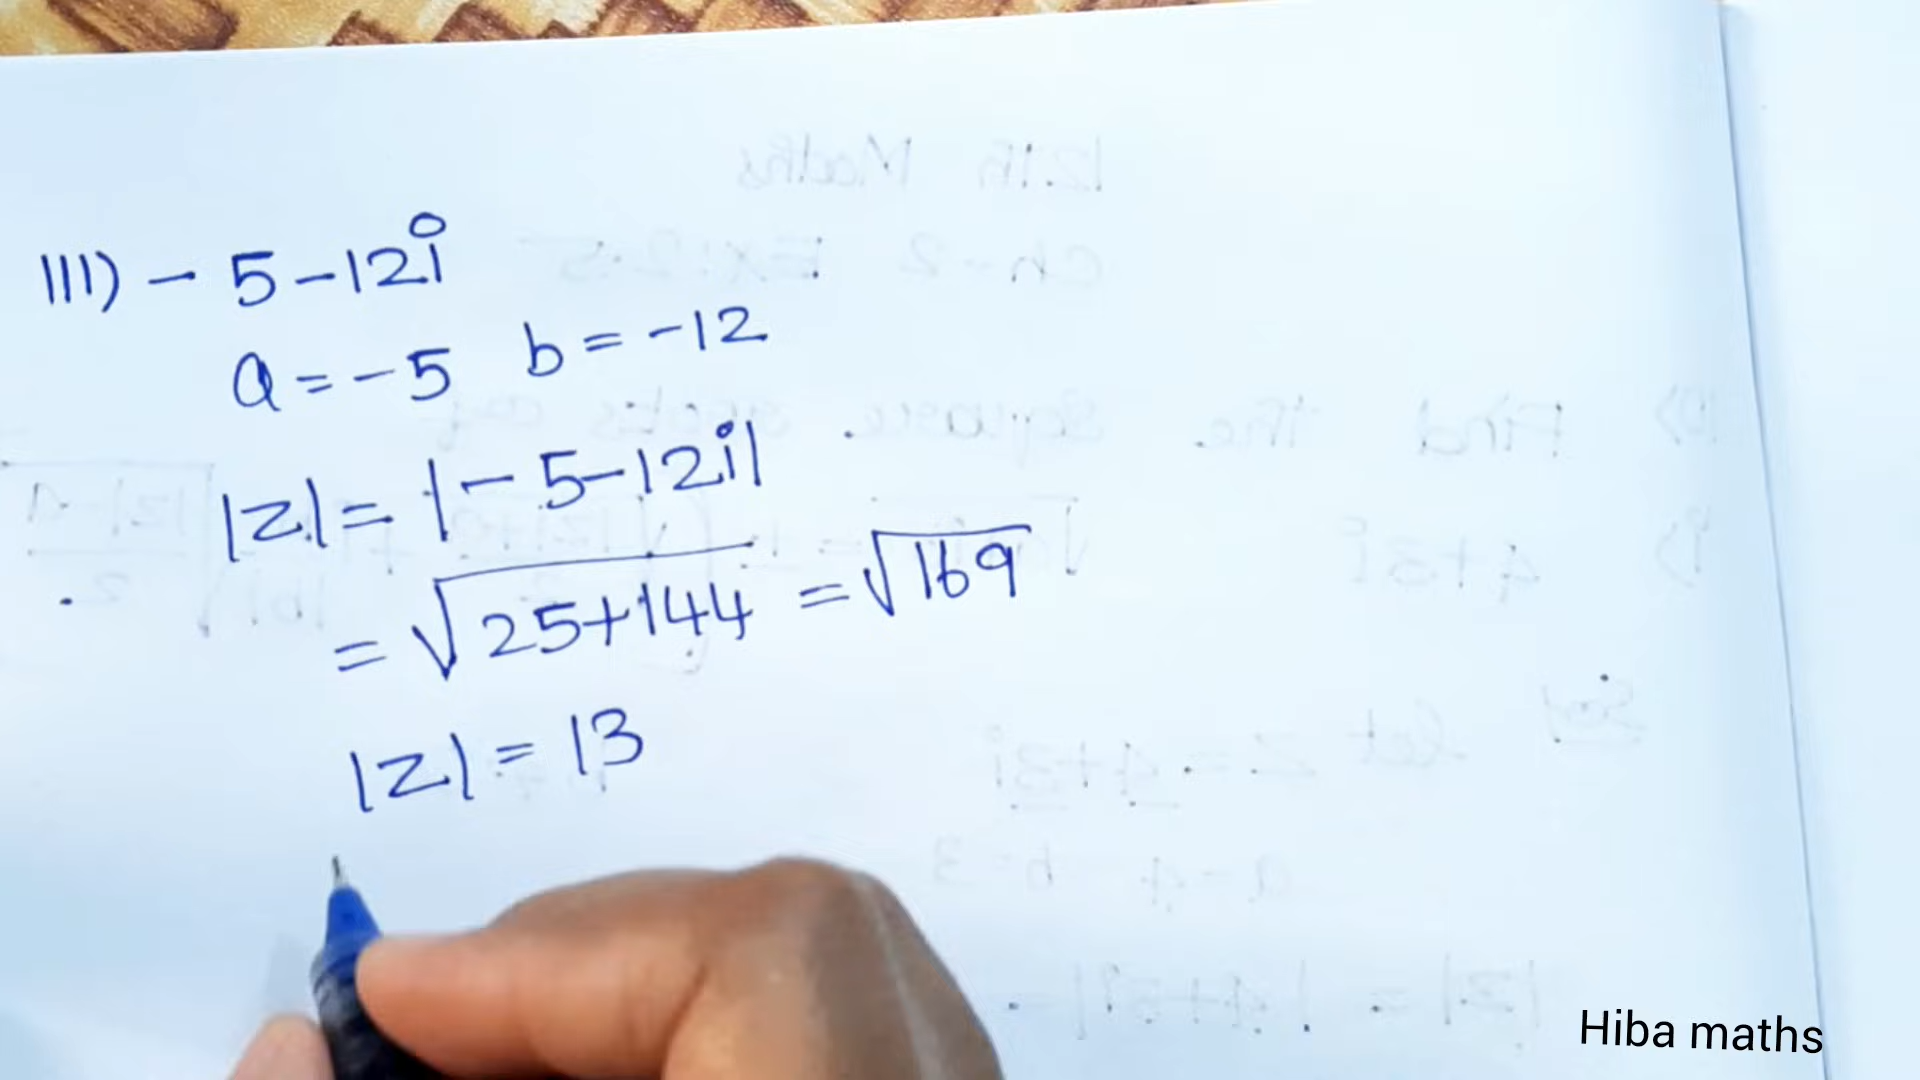 III) - 5-12i
a = -5 b = -12
|z| = |- 5-12i|
= √25+144 = √169
|z| = 13
Hiba maths